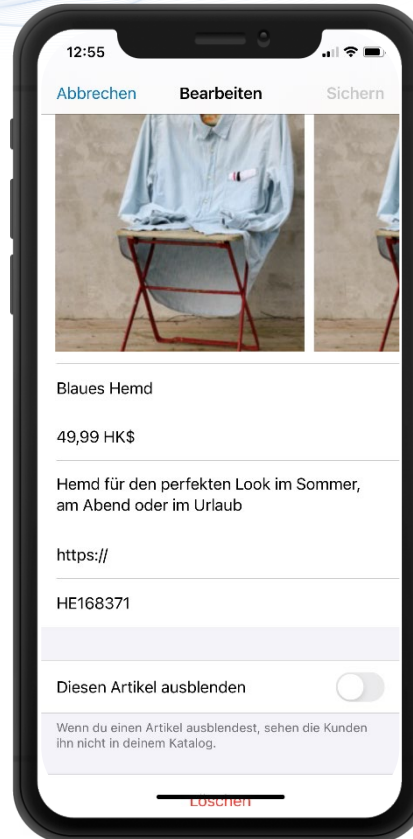 12:55
Abbrechen Bearbeiten Sichern
Blaues Hemd
49,99 HK$
Hemd für den perfekten Look im Sommer,
am Abend oder im Urlaub
https://
HE168371
Diesen Artikel ausblenden
Wenn du einen Artikel ausblendest, sehen die Kunden
ihn nicht in deinem Katalog.
Löschen